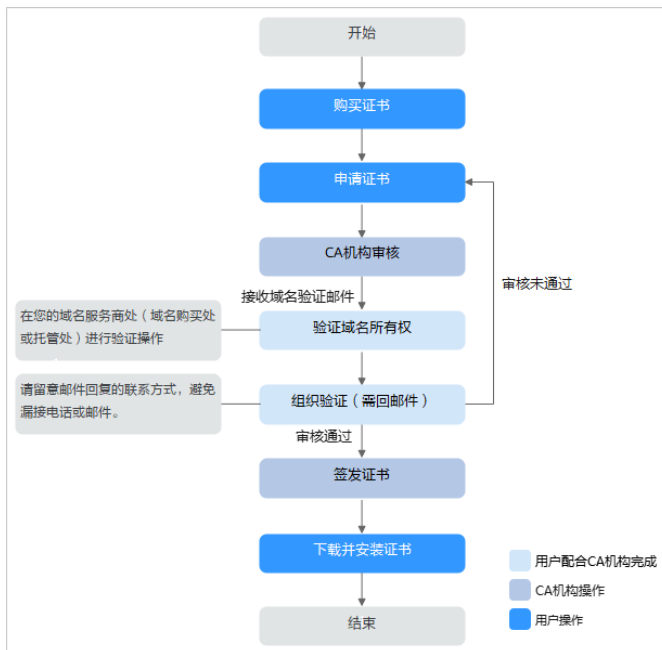 开始
购买证书
申请证书
CA机构审核
接收域名验证邮件
审核未通过
在您的域名服务商处（域名购买处
或托管处）进行验证操作
验证域名所有权
请留意邮件回复的联系方式，避免
漏接电话或邮件。
组织验证（需回邮件）
审核通过
签发证书
下载并安装证书
用户配合CA机构完成
CA机构操作
用户操作
结束